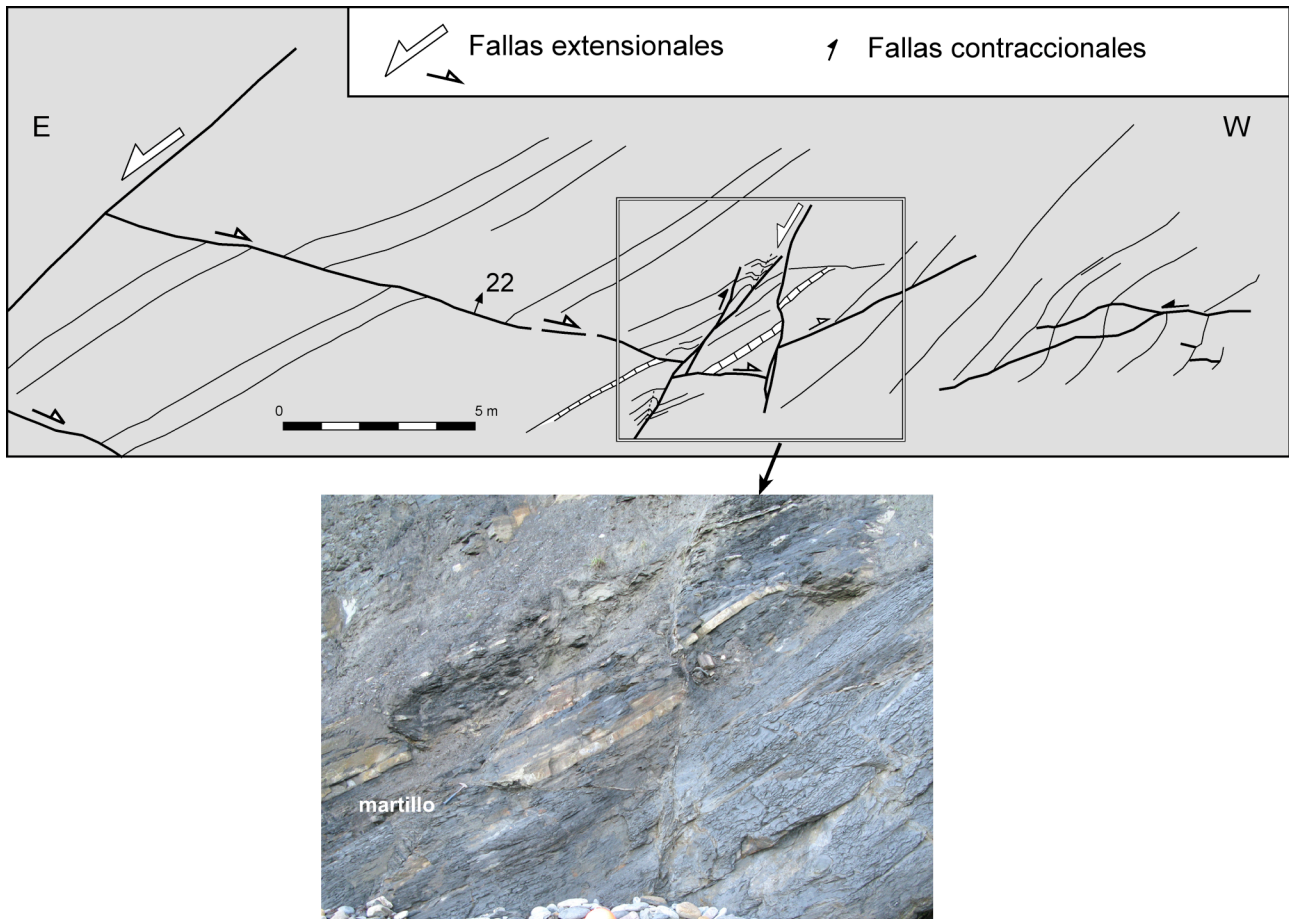 Fallas extensionales
Fallas contraccionales
E
W
22
0
5 m
martillo